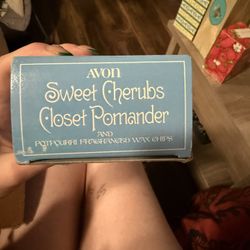 AVON
Sweet Cherubs
Closet Pomander
AND
POTPOURRI FRAGRANCED WAX CHIPS